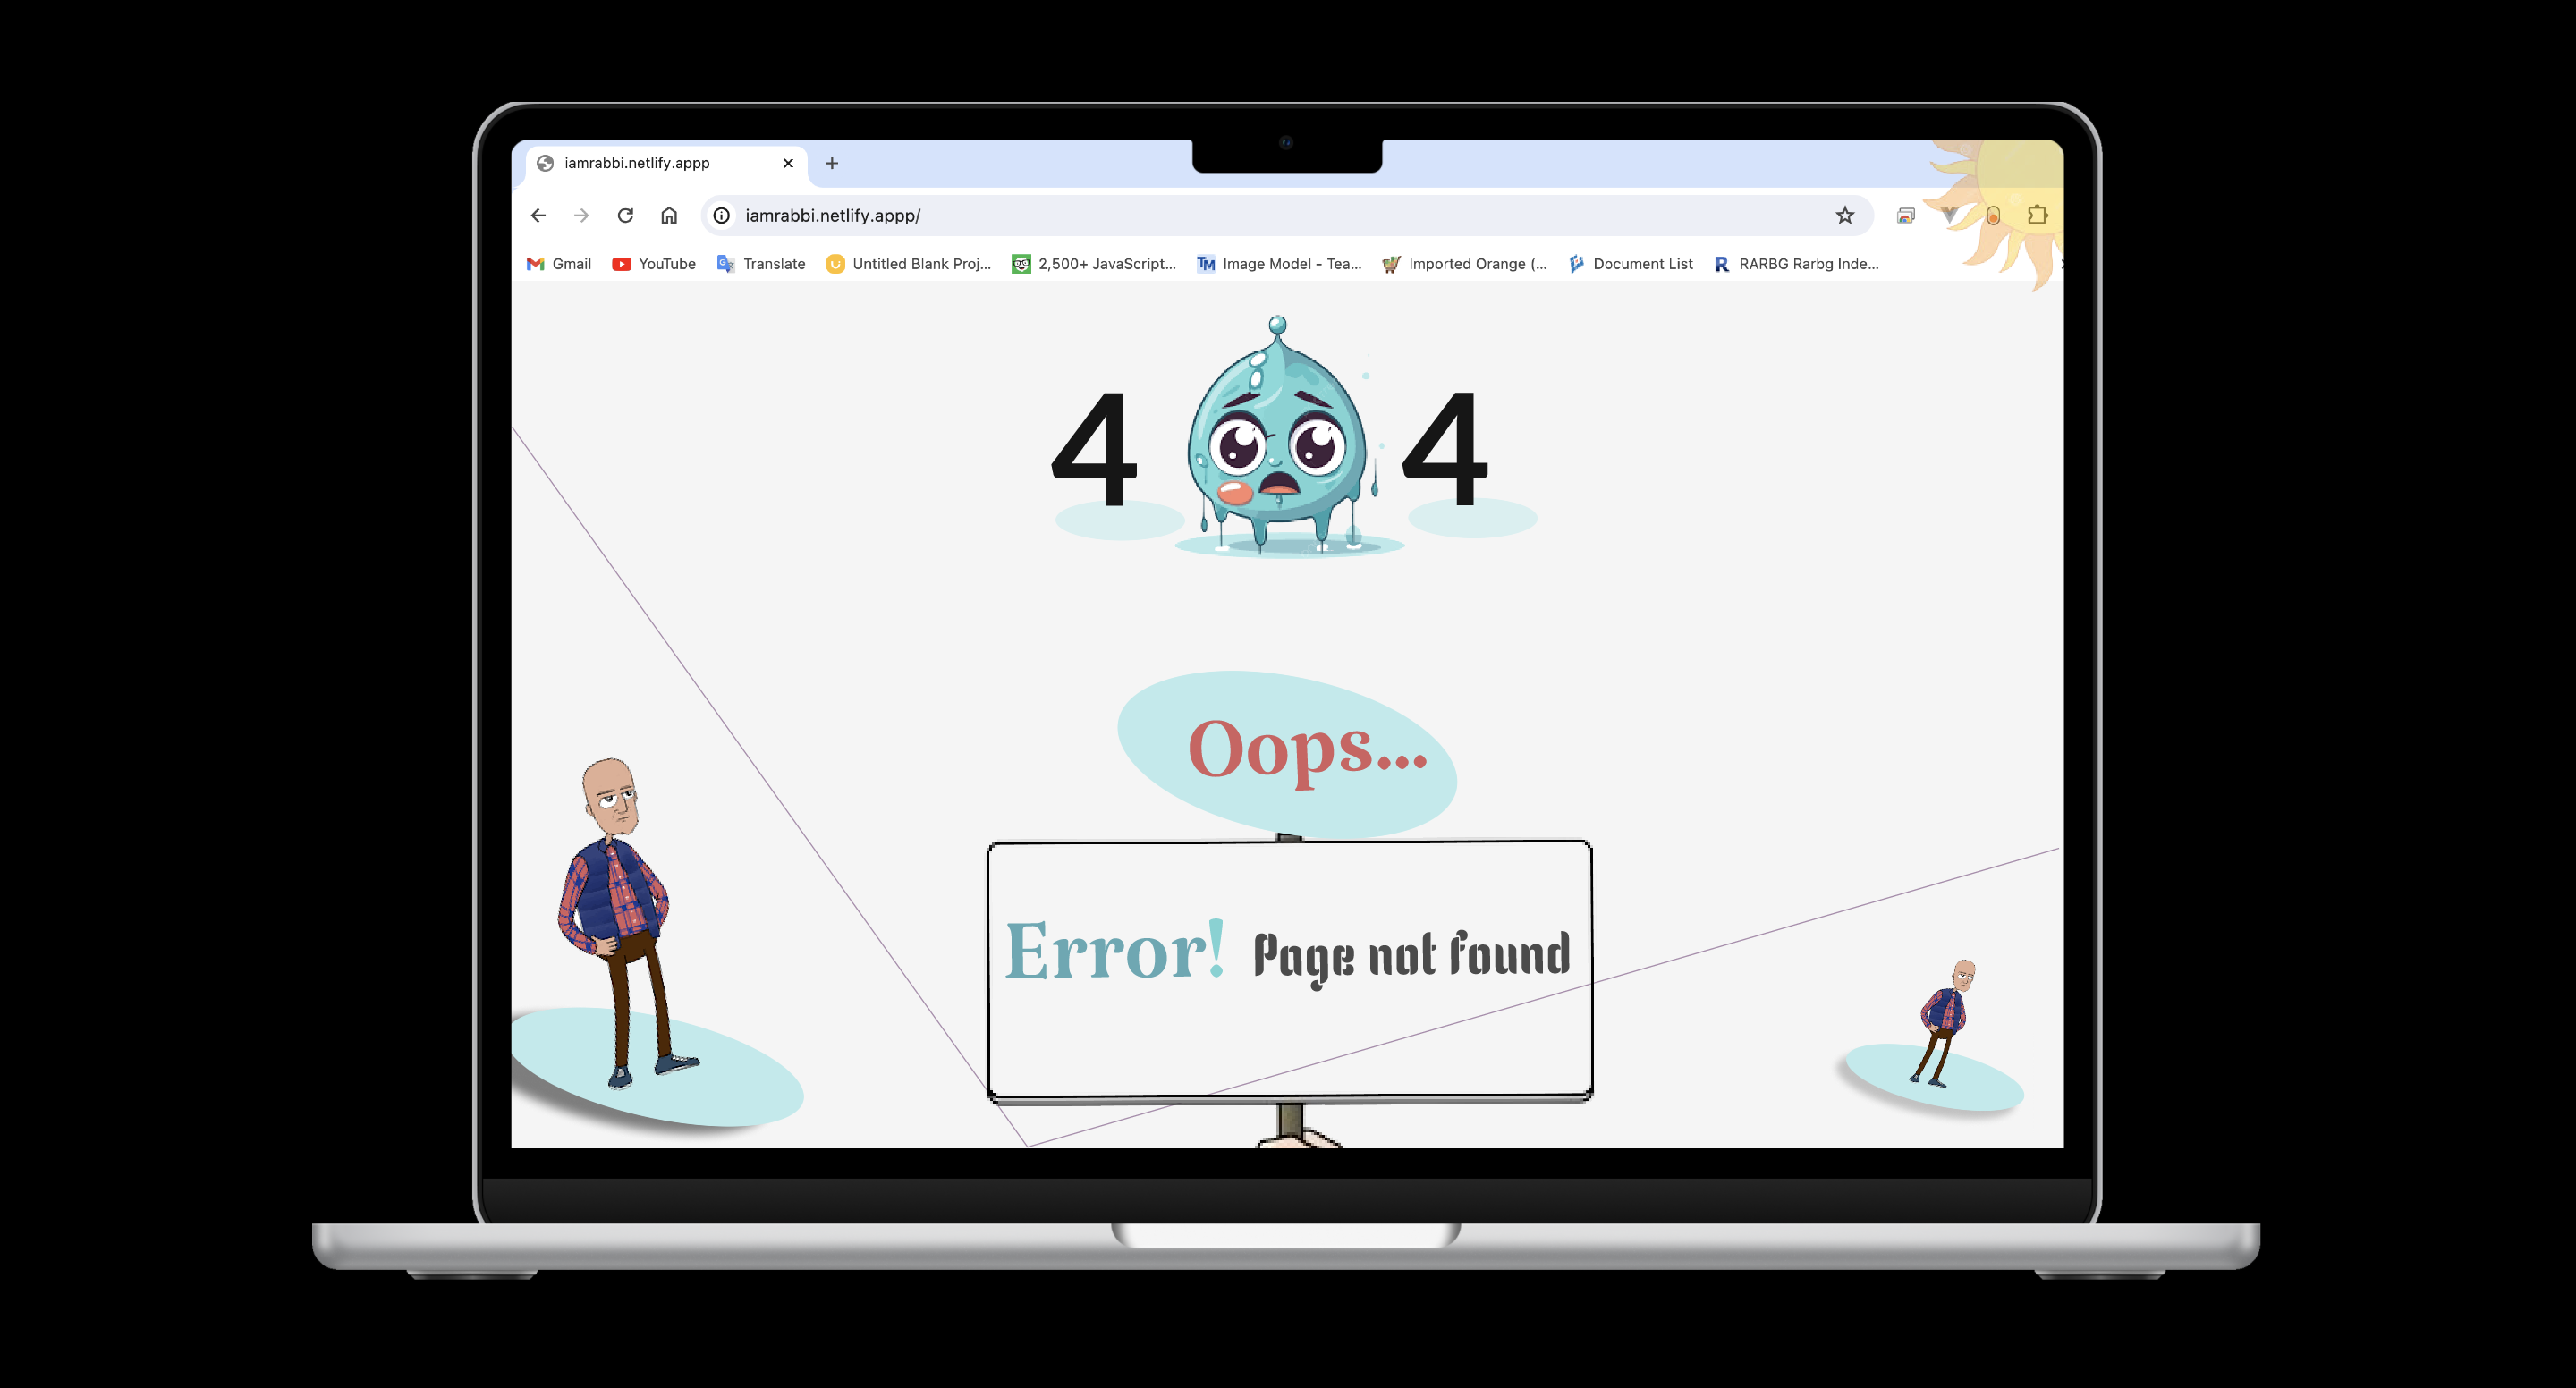 iamrabbi.netlify.appp
iamrabbi.netlify.appp/
Gmail YouTube Translate Untitled Blank Proj... 2,500+ JavaScript... TM Image Model - Tea... Imported Orange (... Document List R RARBG Rarbg Inde...
4 4
Oops...
Error! Page not found